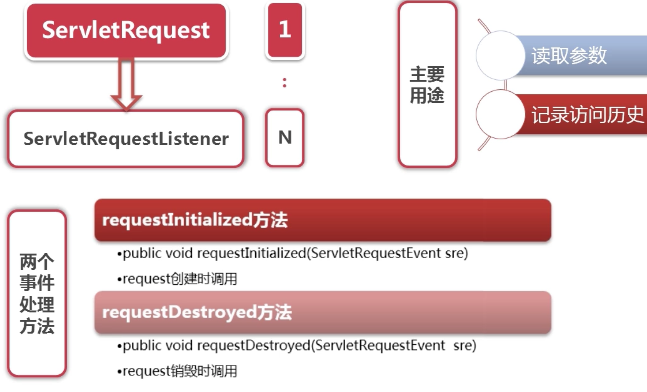 ServletRequest
1
:
ServletRequestListener
N
主要
用途
读取参数
记录访问历史
两个
事件
处理
方法
requestInitialized方法
•public void requestInitialized(ServletRequestEvent sre)
•request创建时调用
requestDestroyed方法
•public void requestDestroyed(ServletRequestEvent  sre)
•request销毁时调用